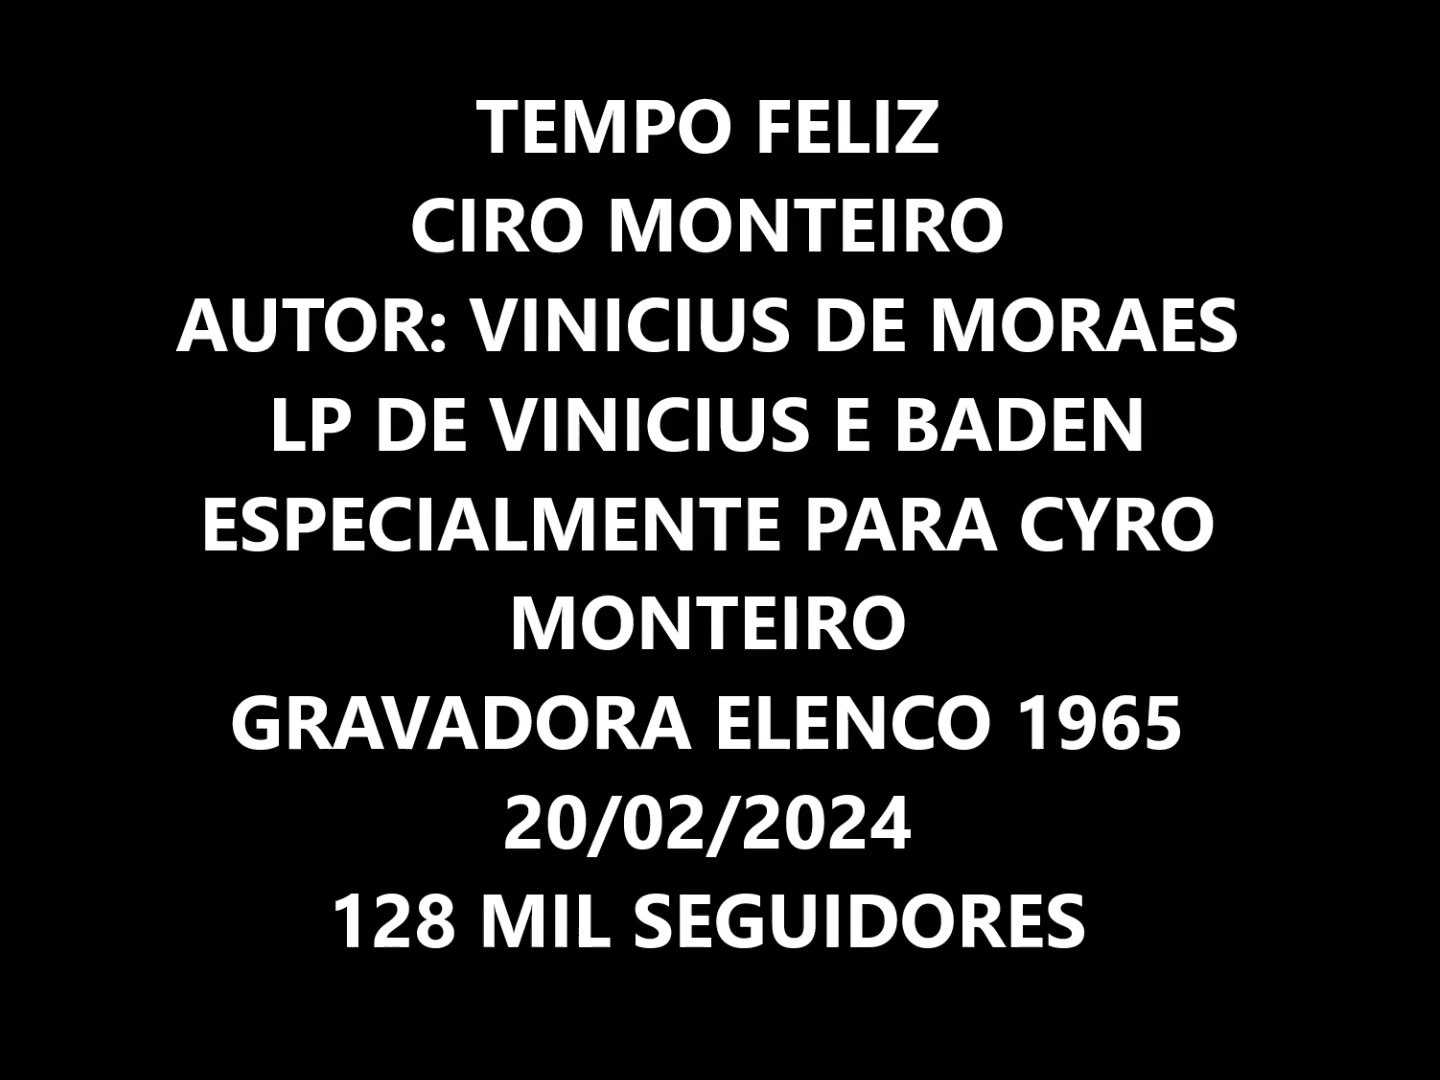 TEMPO FELIZ
CIRO MONTEIRO
AUTOR: VINICIUS DE MORAES
LP DE VINICIUS E BADEN
ESPECIALMENTE PARA CYRO
MONTEIRO
GRAVADORA ELENCO 1965
20/02/2024
128 MIL SEGUIDORES